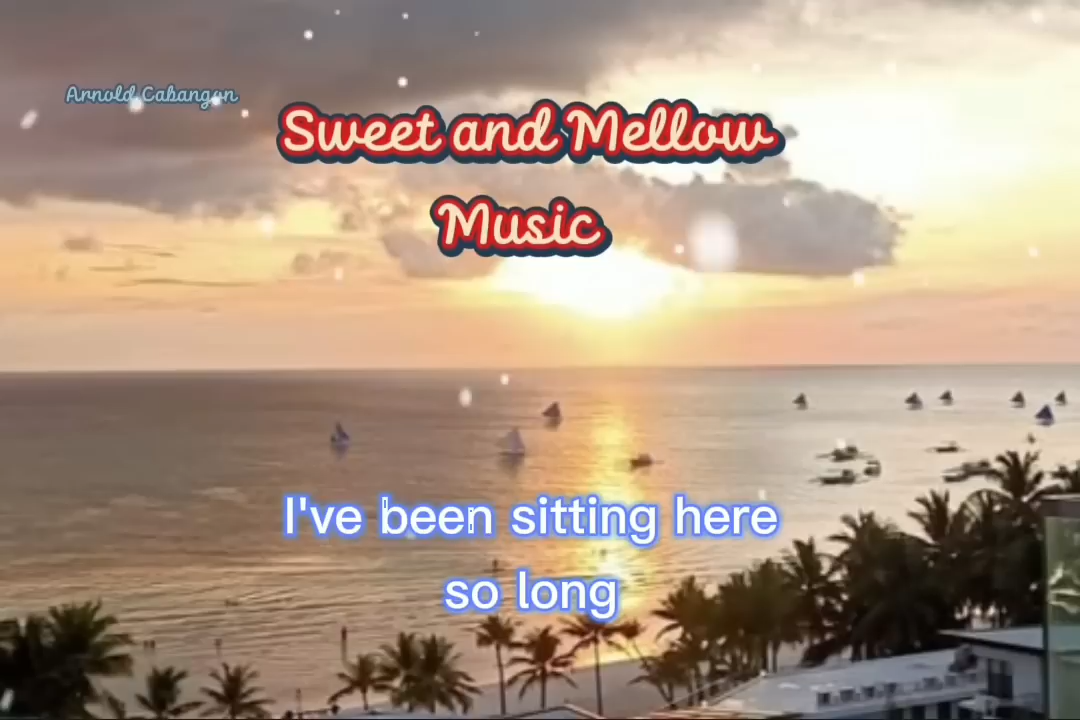 Arnold Cabangon
Sweet and Mellow
Music
I've been sitting here
so long